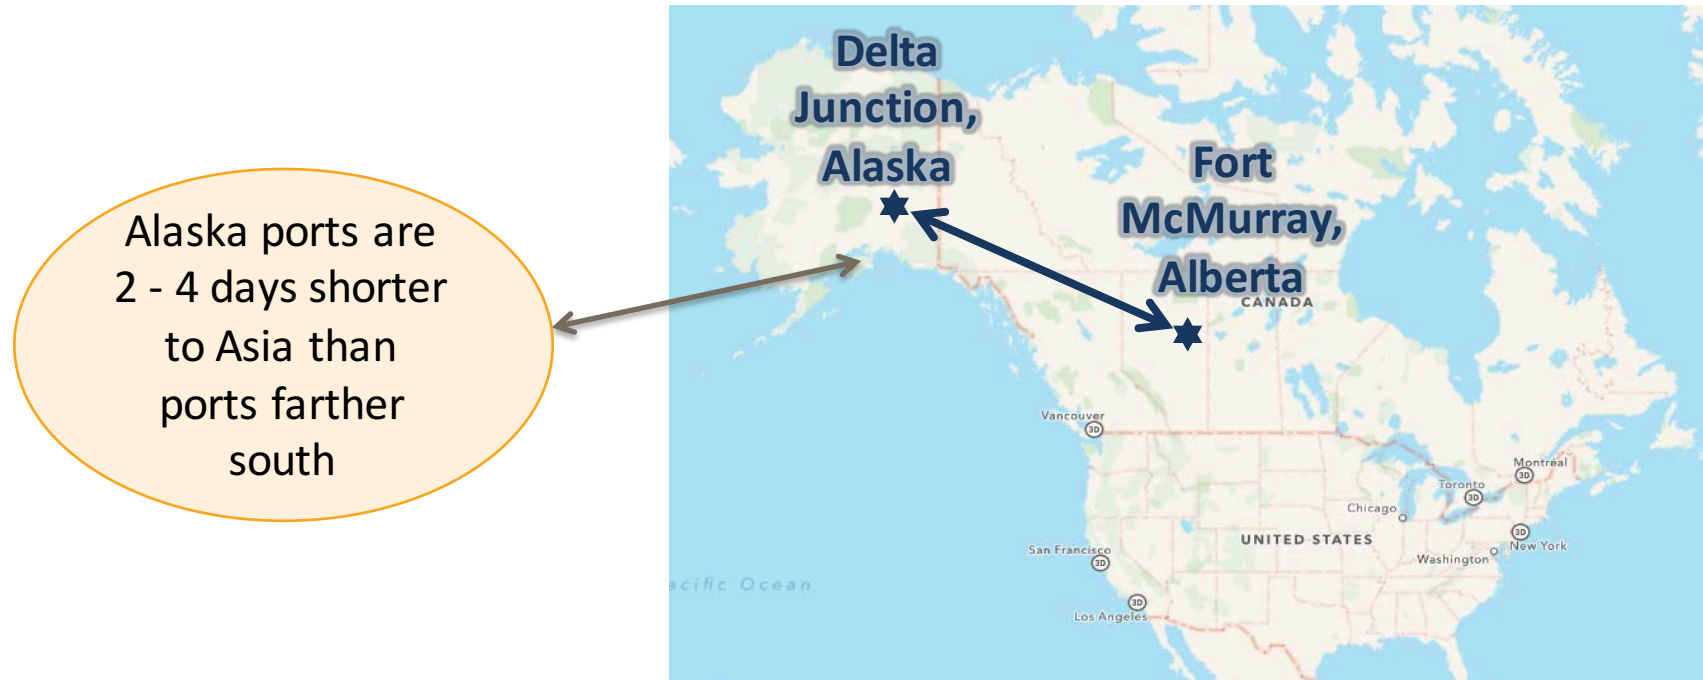 Alaska ports are
2 - 4 days shorter
to Asia than
ports farther
south
Delta
Junction,
Alaska
Fort
McMurray,
Alberta
CANADA
Vancouver
3D
Montréal
3D
Toronto
3D
Chicago
UNITED STATES
3D
New York
Washington
San Francisco
3D
3D
Los Angeles
acific Ocean